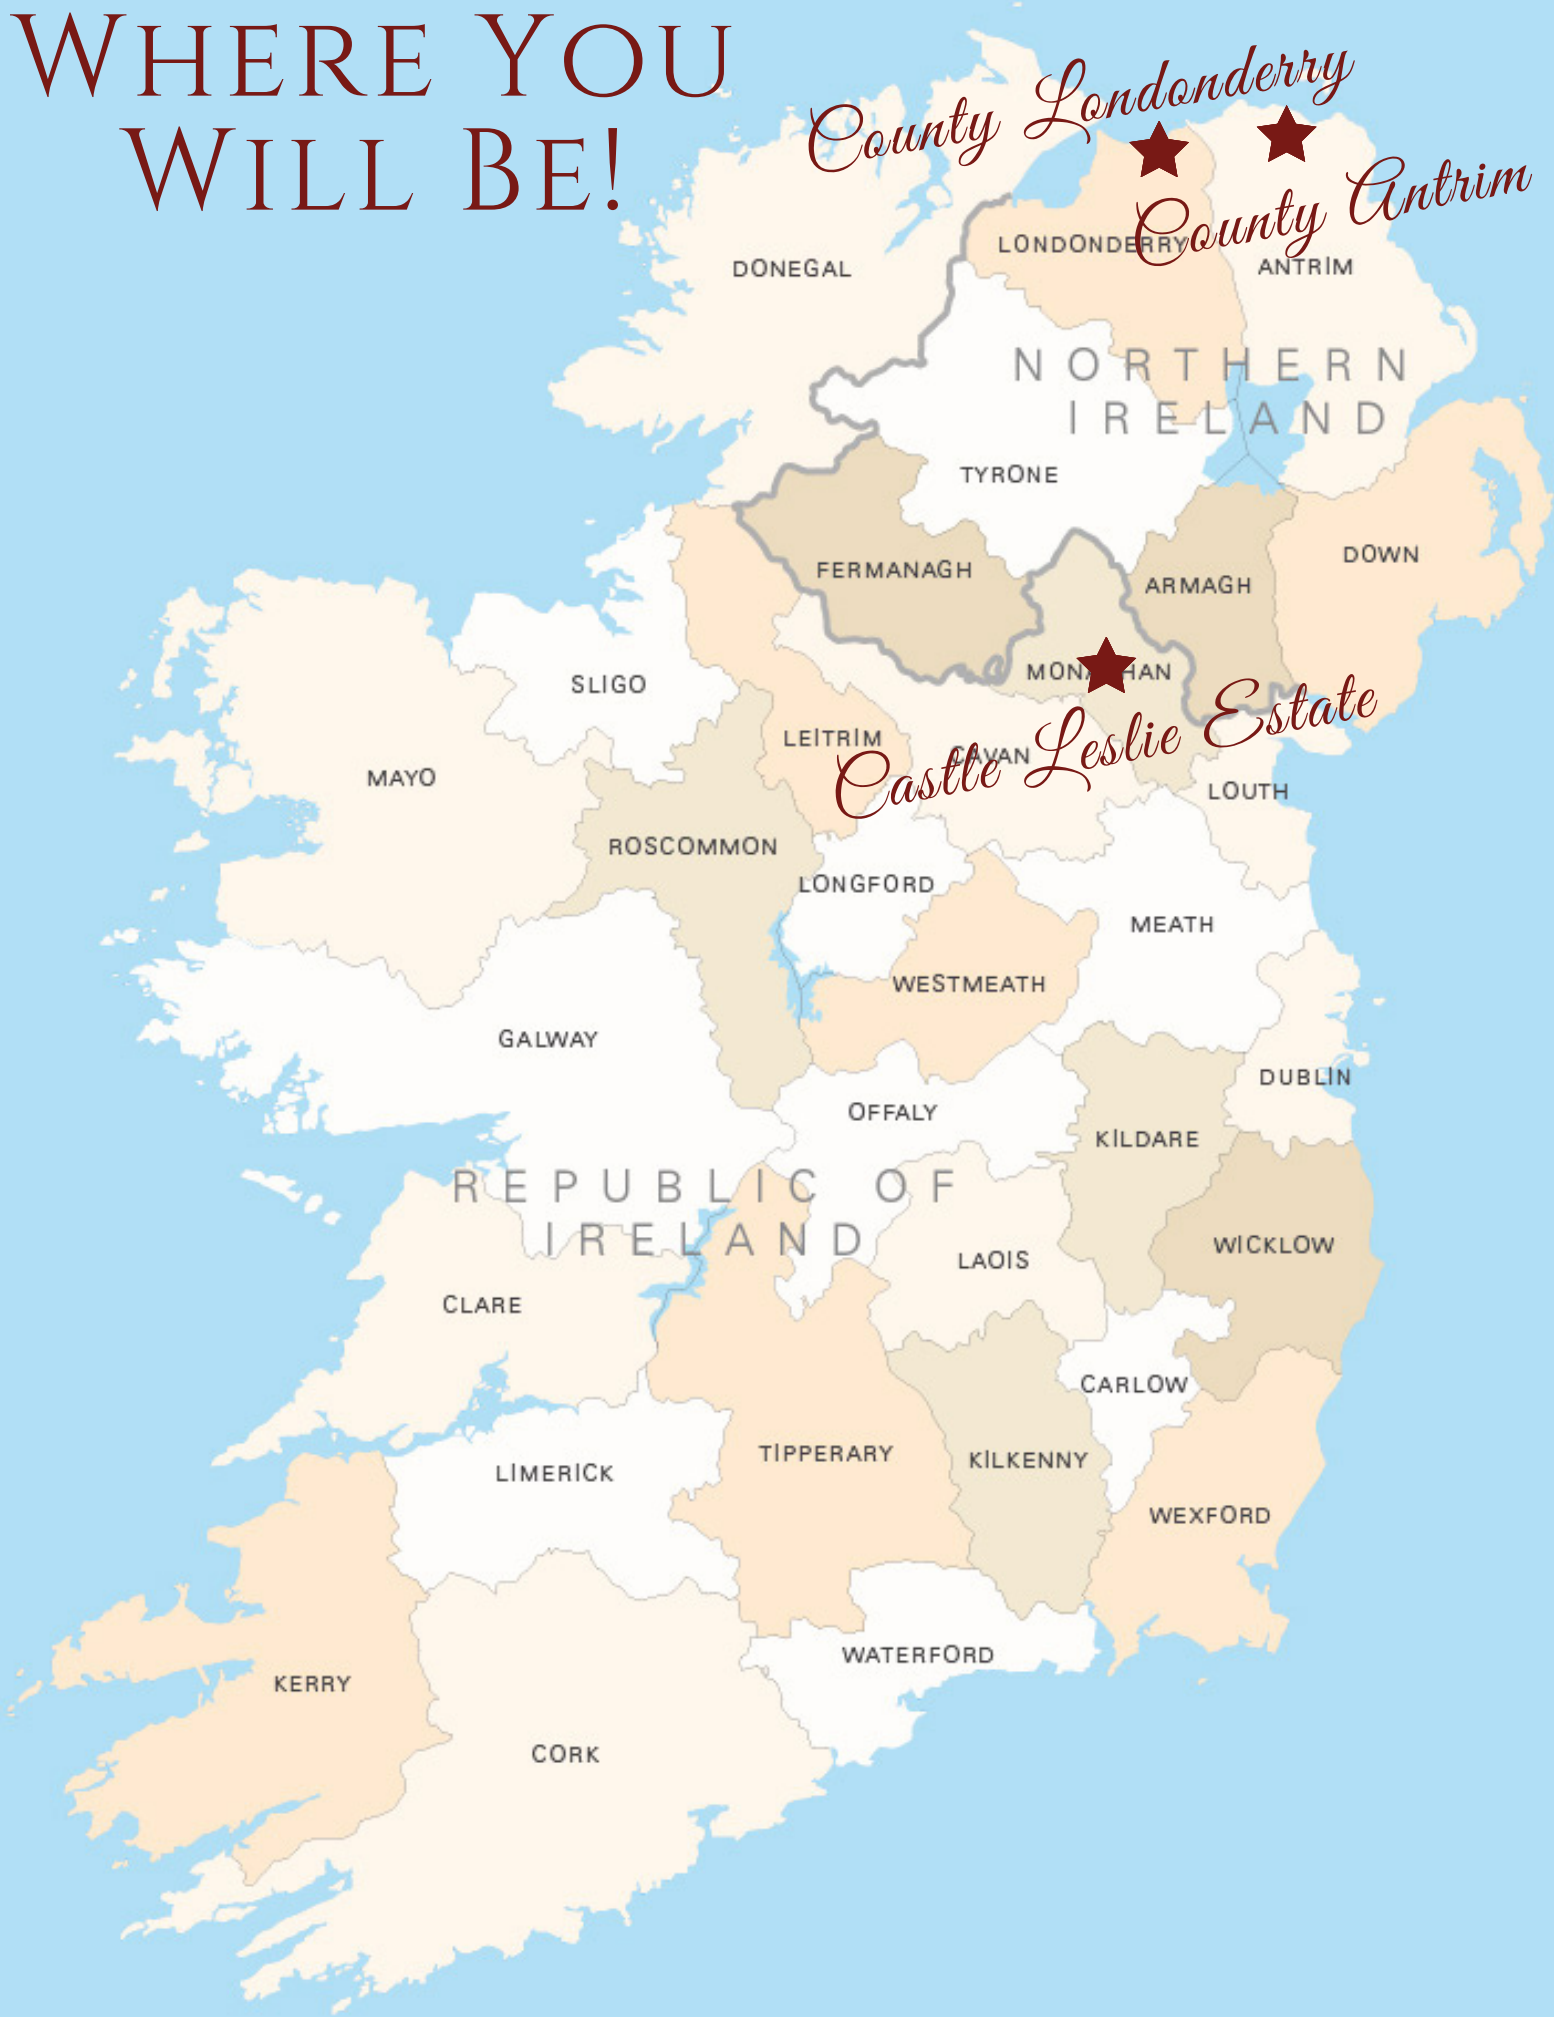 WHERE YOU
WILL BE!
County Londonderry
County Antrim
LONDONDERRY
DONEGAL
ANTRIM
NORTHERN
IRELAND
TYRONE
FERMANAGH
DOWN
ARMAGH
MONAGHAN
SLIGO
Castle Leslie Estate
LEITRIM
CAVAN
MAYO
LOUTH
ROSCOMMON
LONGFORD
MEATH
WESTMEATH
GALWAY
DUBLIN
OFFALY
KILDARE
REPUBLIC OF
IRELAND
WICKLOW
LAOIS
CLARE
CARLOW
TIPPERARY
KILKENNY
LIMERICK
WEXFORD
WATERFORD
KERRY
CORK